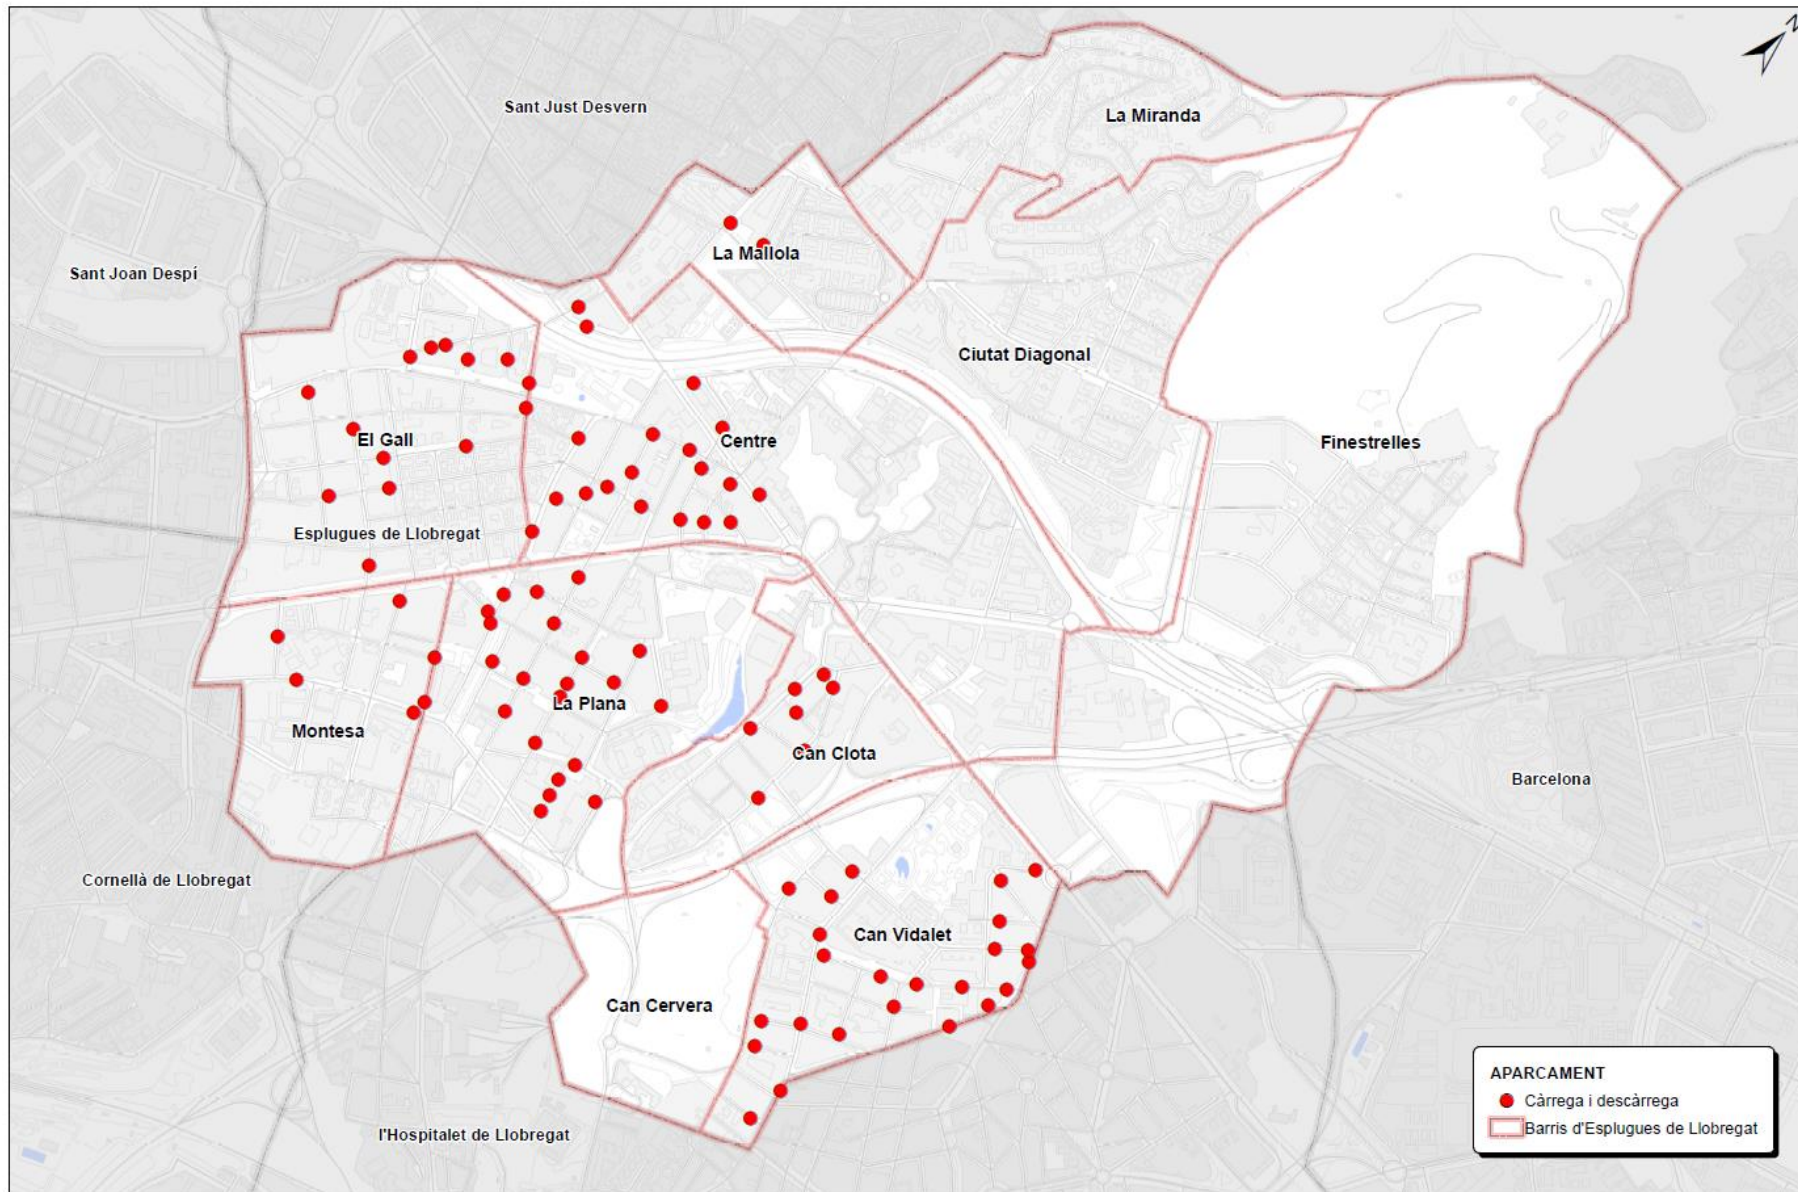 N
Sant Just Desvern
La Miranda
La Mallola
Sant Joan Despí
Ciutat Diagonal
El Gall
Centre
Finestrelles
Esplugues de Llobregat
La Plana
Montesa
Can Clota
Barcelona
Cornellà de Llobregat
Can Vidalet
Can Cervera
l'Hospitalet de Llobregat
APARCAMENT
Càrrega i descàrrega
Barris d'Esplugues de Llobregat